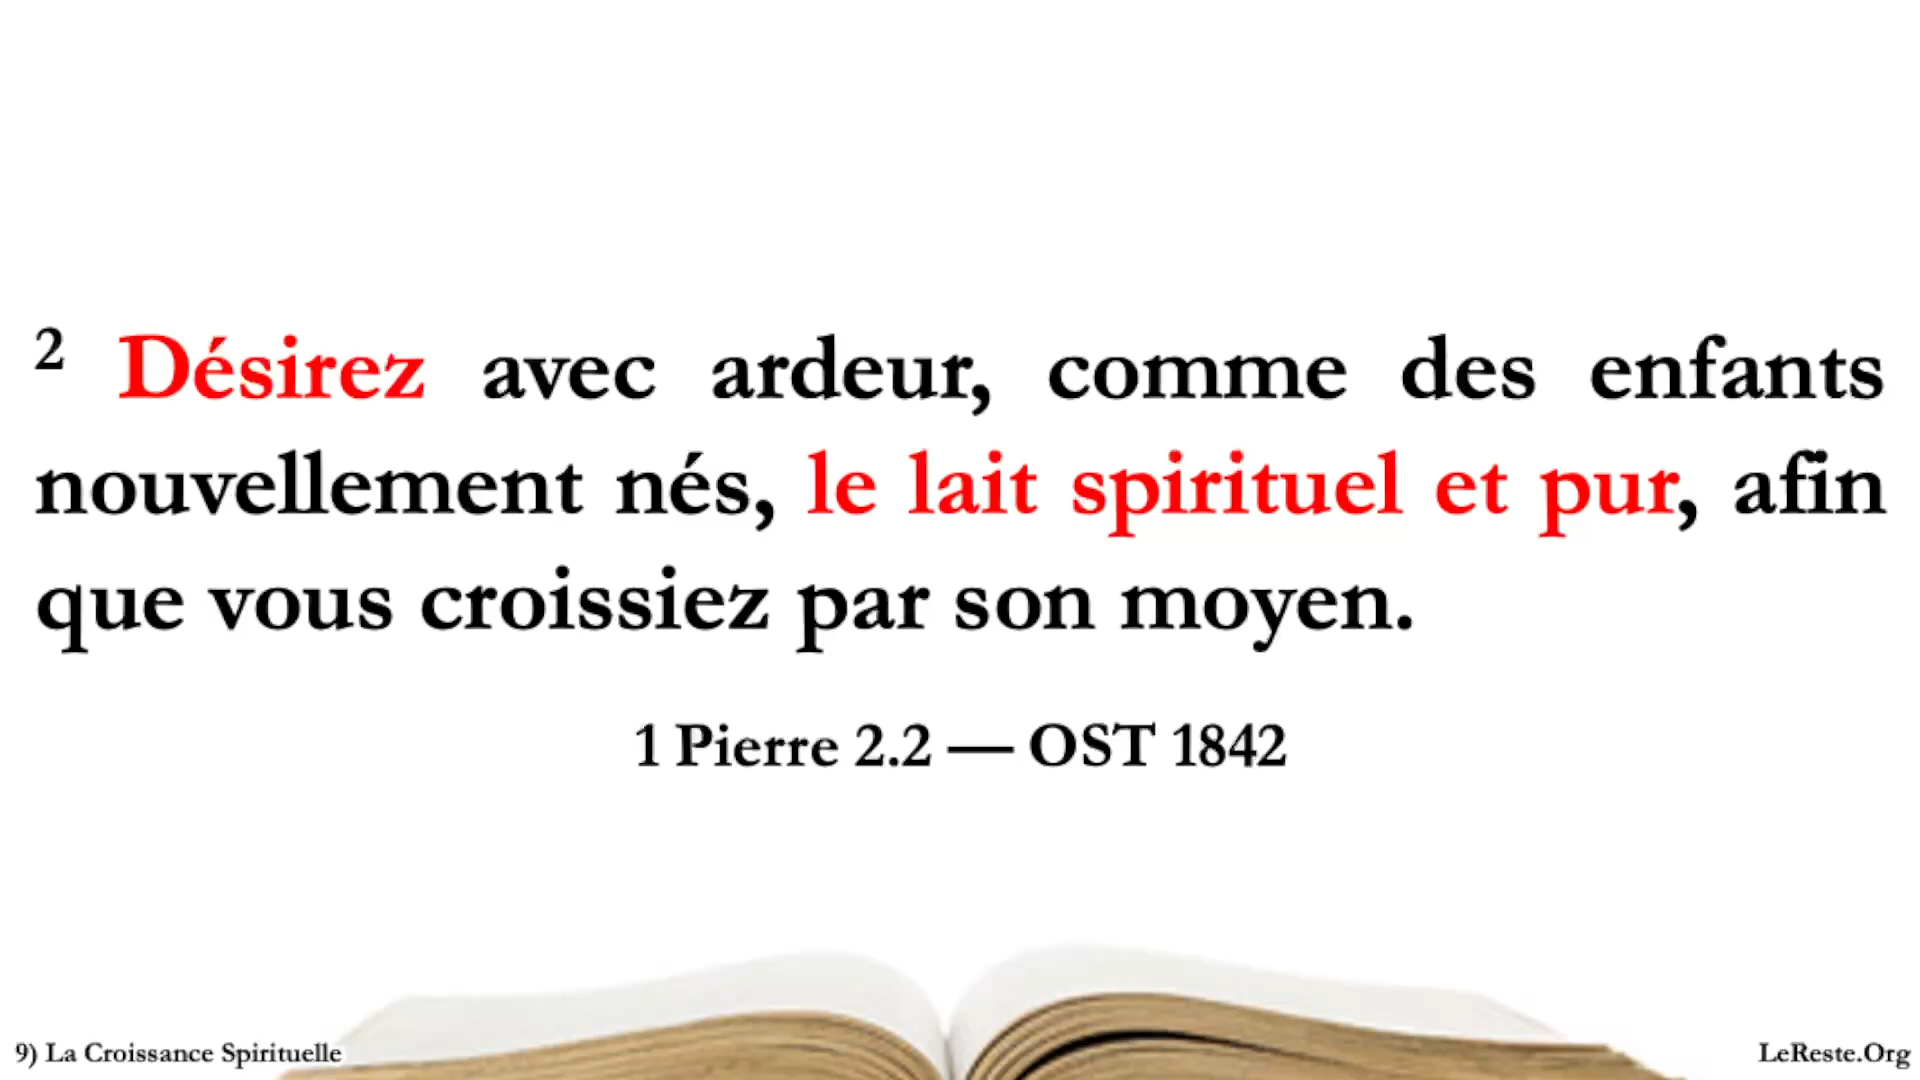 2 Désirez avec ardeur, comme des enfants
nouvellement nés, le lait spirituel et pur, afin
que vous croissiez par son moyen.
1 Pierre 2.2 — OST 1842
9) La Croissance Spirituelle
LeReste.Org